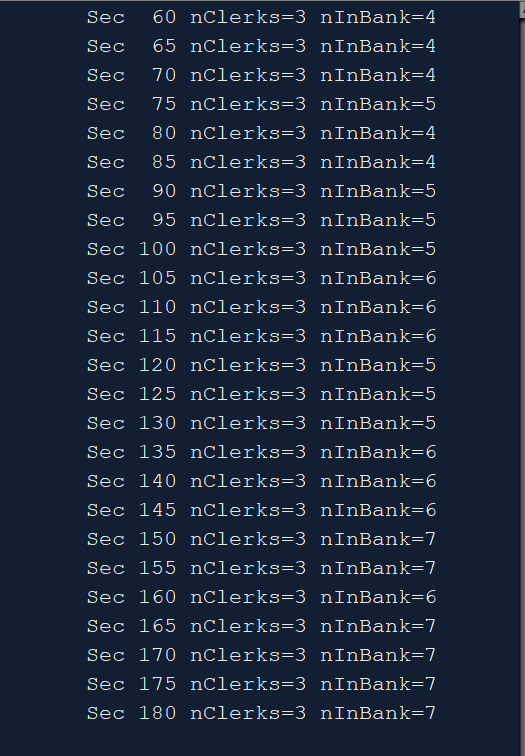 Sec  60 nClerks=3 nInBank=4
Sec  65 nClerks=3 nInBank=4
Sec  70 nClerks=3 nInBank=4
Sec  75 nClerks=3 nInBank=5
Sec  80 nClerks=3 nInBank=4
Sec  85 nClerks=3 nInBank=4
Sec  90 nClerks=3 nInBank=5
Sec  95 nClerks=3 nInBank=5
Sec 100 nClerks=3 nInBank=5
Sec 105 nClerks=3 nInBank=6
Sec 110 nClerks=3 nInBank=6
Sec 115 nClerks=3 nInBank=6
Sec 120 nClerks=3 nInBank=5
Sec 125 nClerks=3 nInBank=5
Sec 130 nClerks=3 nInBank=5
Sec 135 nClerks=3 nInBank=6
Sec 140 nClerks=3 nInBank=6
Sec 145 nClerks=3 nInBank=6
Sec 150 nClerks=3 nInBank=7
Sec 155 nClerks=3 nInBank=7
Sec 160 nClerks=3 nInBank=6
Sec 165 nClerks=3 nInBank=7
Sec 170 nClerks=3 nInBank=7
Sec 175 nClerks=3 nInBank=7
Sec 180 nClerks=3 nInBank=7